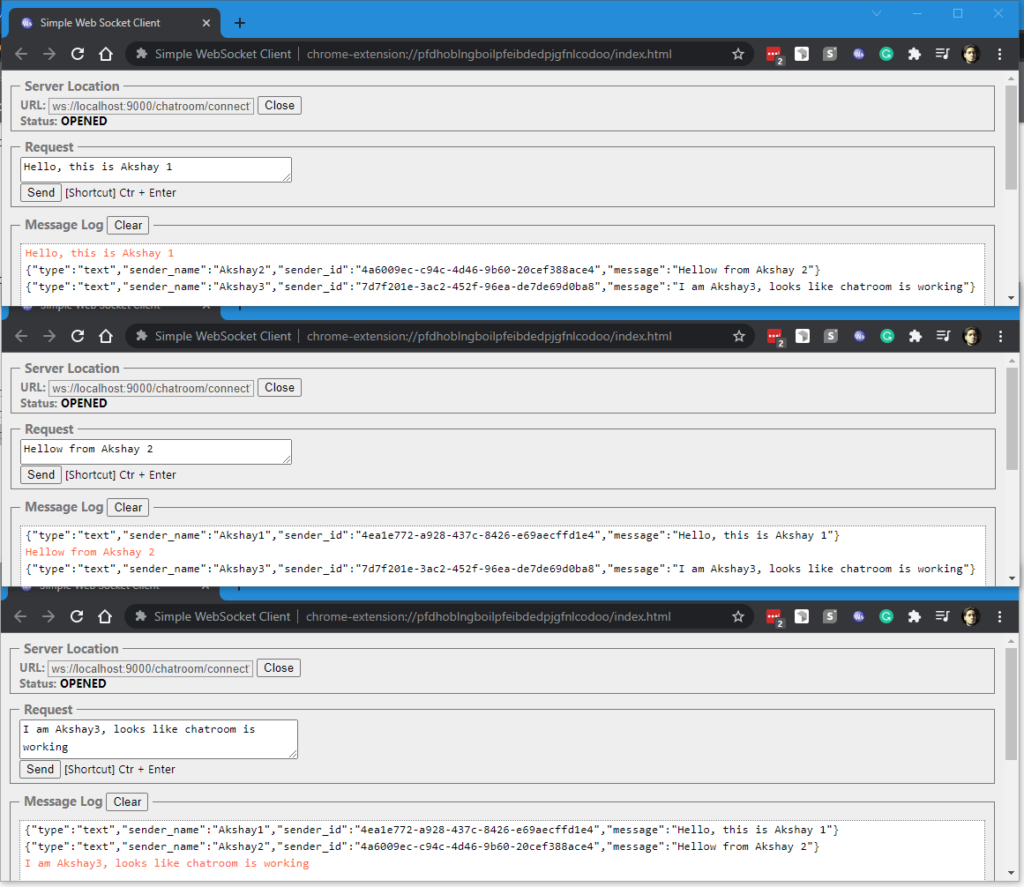 Simple Web Socket Client
Simple WebSocket Client | chrome-extension://pfdhoblngboilpfeibdedpjgfnlcodoo/index.html
2
S
Server Location
URL: ws://localhost:9000/chatroom/connect Close
Status: OPENED
Request
Hello, this is Akshay 1
Send [Shortcut] Ctr + Enter
Message Log Clear
Hello, this is Akshay 1
{"type":"text","sender_name":"Akshay2","sender_id":"4a6009ec-c94c-4d46-9b60-20cef388ace4","message":"Hellow from Akshay 2"}
{"type":"text","sender_name":"Akshay3","sender_id":"7d7f201e-3ac2-452f-96ea-de7de69d0ba8","message":"I am Akshay3, looks like chatroom is working"}
Simple Web Socket Client
Simple WebSocket Client | chrome-extension://pfdhoblngboilpfeibdedpjgfnlcodoo/index.html
2
S
Server Location
URL: ws://localhost:9000/chatroom/connect Close
Status: OPENED
Request
Hellow from Akshay 2
Send [Shortcut] Ctr + Enter
Message Log Clear
{"type":"text","sender_name":"Akshay1","sender_id":"4ea1e772-a928-437c-8426-e69aecffd1e4","message":"Hello, this is Akshay 1"}
Hellow from Akshay 2
{"type":"text","sender_name":"Akshay3","sender_id":"7d7f201e-3ac2-452f-96ea-de7de69d0ba8","message":"I am Akshay3, looks like chatroom is working"}
Simple Web Socket Client
Simple WebSocket Client | chrome-extension://pfdhoblngboilpfeibdedpjgfnlcodoo/index.html
2
S
Server Location
URL: ws://localhost:9000/chatroom/connect Close
Status: OPENED
Request
I am Akshay3, looks like chatroom is
working
Send [Shortcut] Ctr + Enter
Message Log Clear
{"type":"text","sender_name":"Akshay1","sender_id":"4ea1e772-a928-437c-8426-e69aecffd1e4","message":"Hello, this is Akshay 1"}
{"type":"text","sender_name":"Akshay2","sender_id":"4a6009ec-c94c-4d46-9b60-20cef388ace4","message":"Hellow from Akshay 2"}
I am Akshay3, looks like chatroom is working